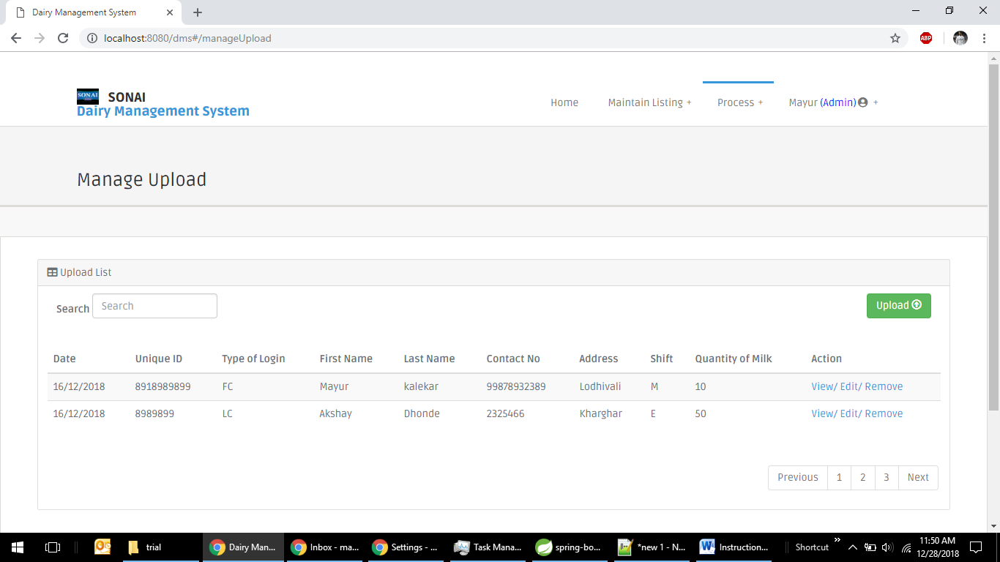 Dairy Management System
localhost:8080/dms#/manageUpload
ABP
SONAI SONAI
Dairy Management System
Home Maintain Listing + Process + Mayur (Admin) +
Manage Upload
Upload List
Search Search Upload
Date Unique ID Type of Login First Name Last Name Contact No Address Shift Quantity of Milk Action
16/12/2018 8918989899 FC Mayur kalekar 99878932389 Lodhivali M 10 View/ Edit/ Remove
16/12/2018 8989899 LC Akshay Dhonde 2325466 Kharghar E 50 View/ Edit/ Remove
Previous 1 2 3 Next
trial Dairy Man... Inbox - ma... Settings - ... Task Mana... spring-bo... *new 1 - N... Instruction... Shortcut 11:50 AM
12/28/2018